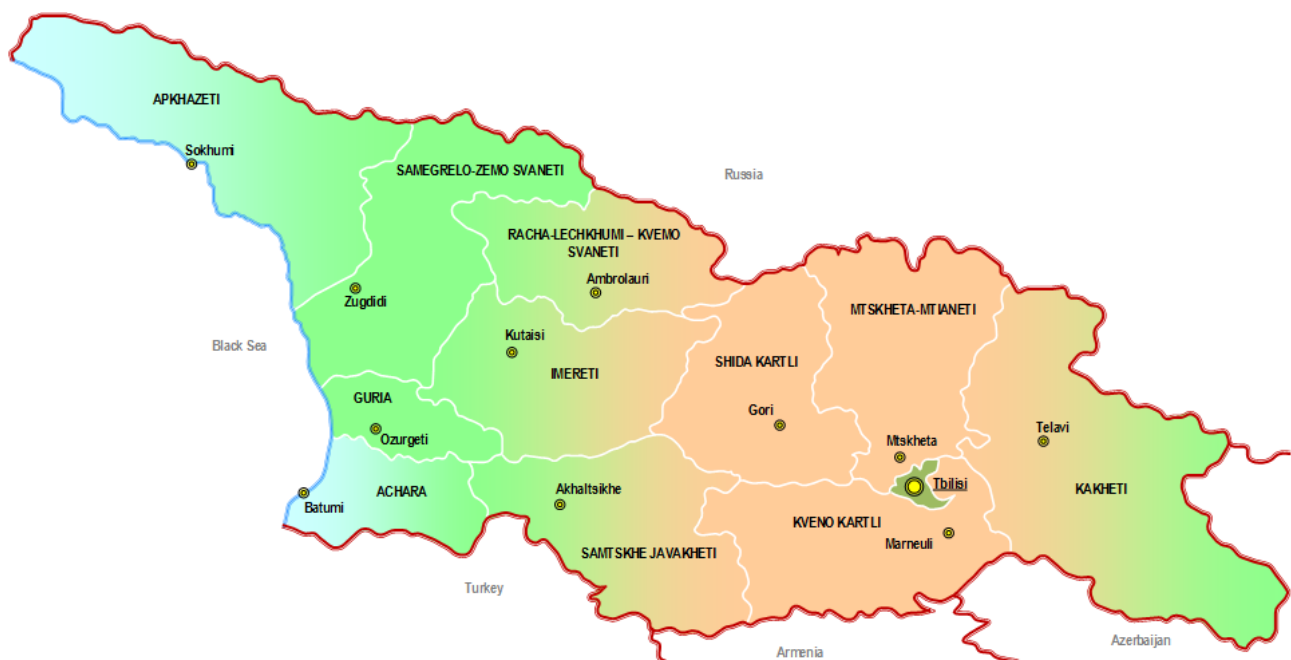 APKHAZETI
Sokhumi
SAMEGRELO-ZEMO SVANETI
Russia
RACHA-LECHKHUMI – KVEMO
SVANETI
Ambrolauri
Zugdidi
MTSKHETA-MTIANETI
Black Sea
Kutaisi
IMERETI
SHIDA KARTLI
GURIA
Gori
Ozurgeti
Telavi
Mtskheta
ACHARA
Batumi
Akhaltsikhe
Tbilisi
KAKHETI
KVENO KARTLI
Marneuli
SAMTSKHE JAVAKHETI
Turkey
Armenia
Azerbaijan